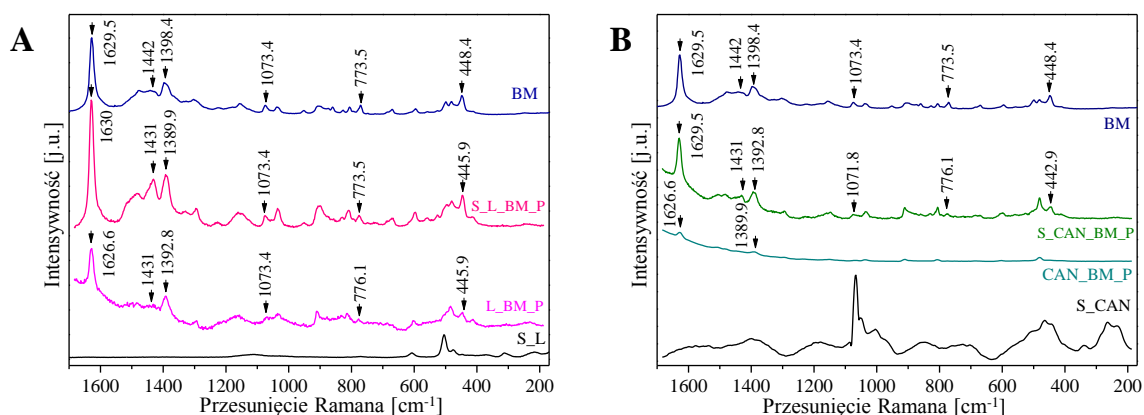 A
Intensywność [j.u.]
1629.5
1442
1398.4
1073.4
773.5
448.4
BM
1630
1431
1389.9
1073.4
773.5
445.9
S_L_BM_P
1626.6
1431
1392.8
1073.4
776.1
445.9
L_BM_P
S_L
1600 1400 1200 1000 800 600 400 200
Przesunięcie Ramana [cm-1]
B
Intensywność [j.u.]
1629.5
1442
1398.4
1073.4
773.5
448.4
BM
1629.5
1431
1392.8
1071.8
776.1
442.9
S_CAN_BM_P
1626.6
1389.9
CAN_BM_P
S_CAN
1600 1400 1200 1000 800 600 400 200
Przesunięcie Ramana [cm-1]